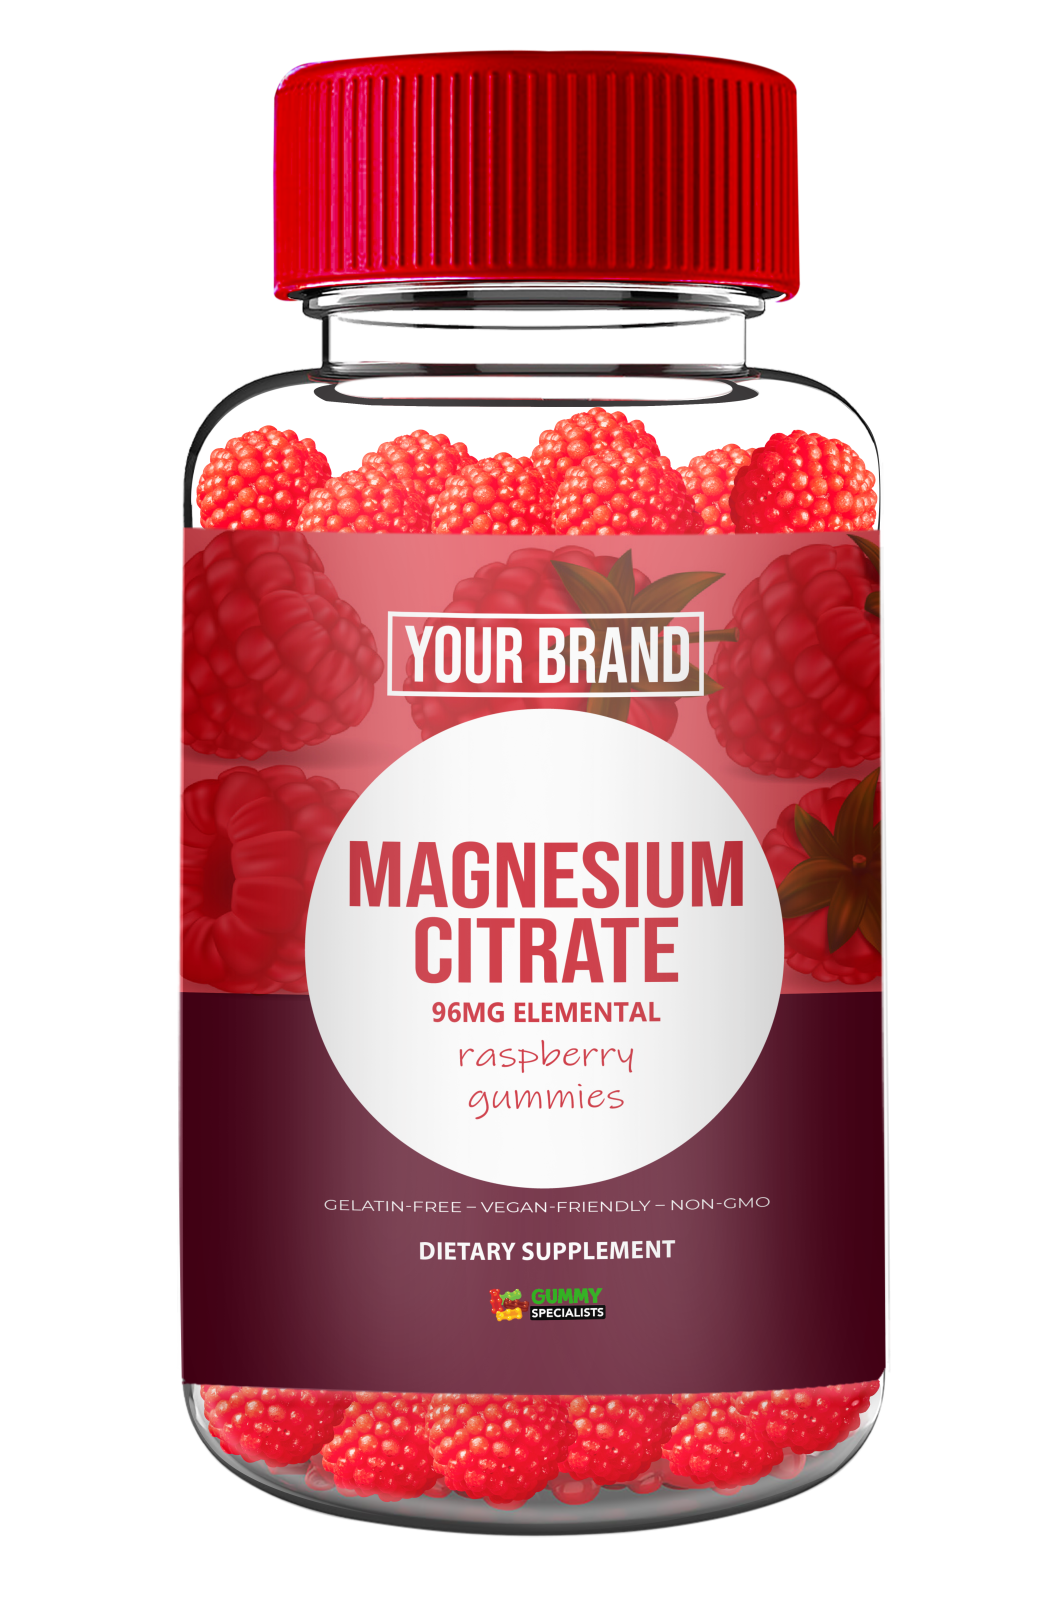 YOUR BRAND
MAGNESIUM
CITRATE
96MG ELEMENTAL
raspberry
gummies
GELATIN-FREE – VEGAN-FRIENDLY – NON-GMO
DIETARY SUPPLEMENT
GUMMY
SPECIALISTS